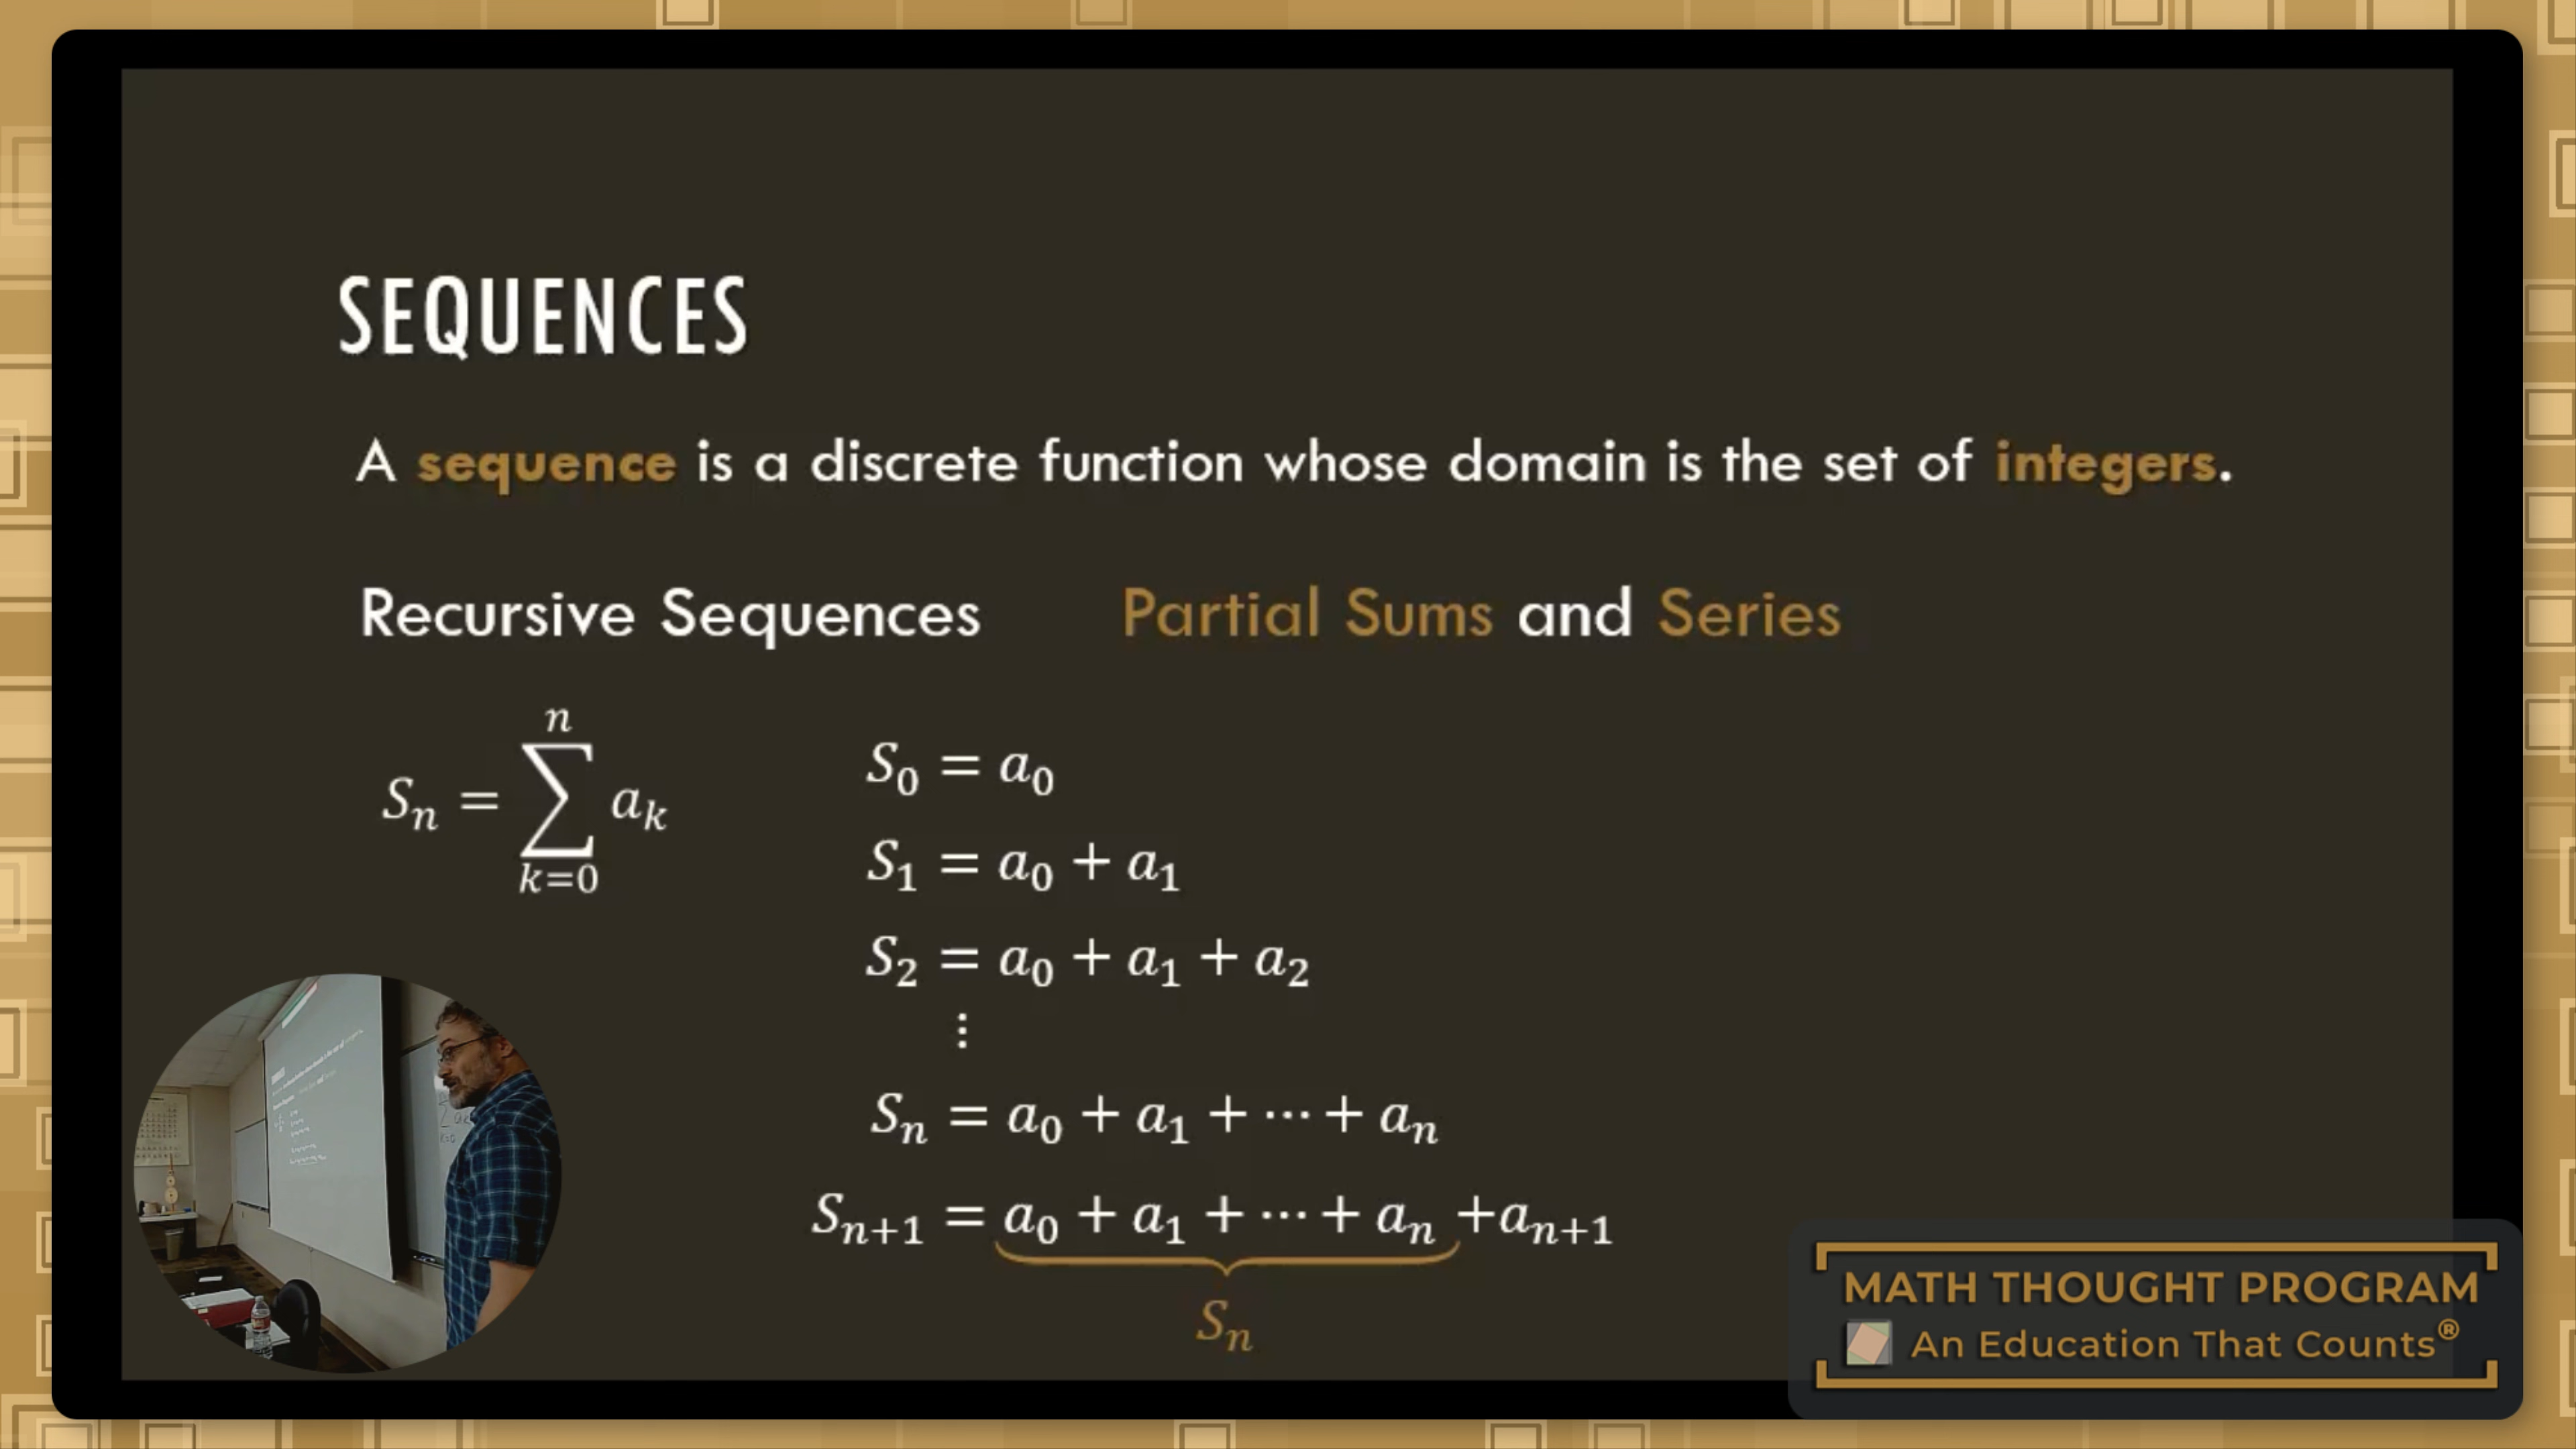 SEQUENCES
A sequence is a discrete function whose domain is the set of integers.
Recursive Sequences Partial Sums and Series
Sₙ = ∑ₖ₌₀ⁿ aₖ
S₀ = a₀
S₁ = a₀ + a₁
S₂ = a₀ + a₁ + a₂
⋮
Sₙ = a₀ + a₁ + ⋯ + aₙ
Sₙ₊₁ = a₀ + a₁ + ⋯ + aₙ +aₙ₊₁
Sₙ
MATH THOUGHT PROGRAM
An Education That Counts®